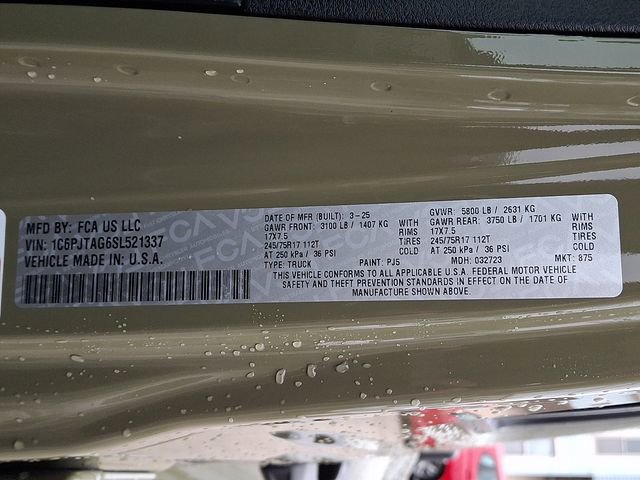 MFD BY: FCA US LLC
VIN: 1C6PJTAG6SL521337
VEHICLE MADE IN: U.S.A.
DATE OF MFR (BUILT): 3-25
GAWR FRONT: 3100 LB / 1407 KG WITH
17X7.5 RIMS
245/75R17 112T TIRES
AT 250 kPa / 36 PSI COLD
TYPE: TRUCK PAINT: PJ5
GVWR: 5800 LB / 2631 KG
GAWR REAR: 3750 LB / 1701 KG WITH
17X7.5 RIMS
245/75R17 112T TIRES
AT 250 kPa / 36 PSI COLD
MDH: 032723 MKT: 875
THIS VEHICLE CONFORMS TO ALL APPLICABLE U.S.A. FEDERAL MOTOR VEHICLE
SAFETY AND THEFT PREVENTION STANDARDS IN EFFECT ON THE DATE OF
MANUFACTURE SHOWN ABOVE.